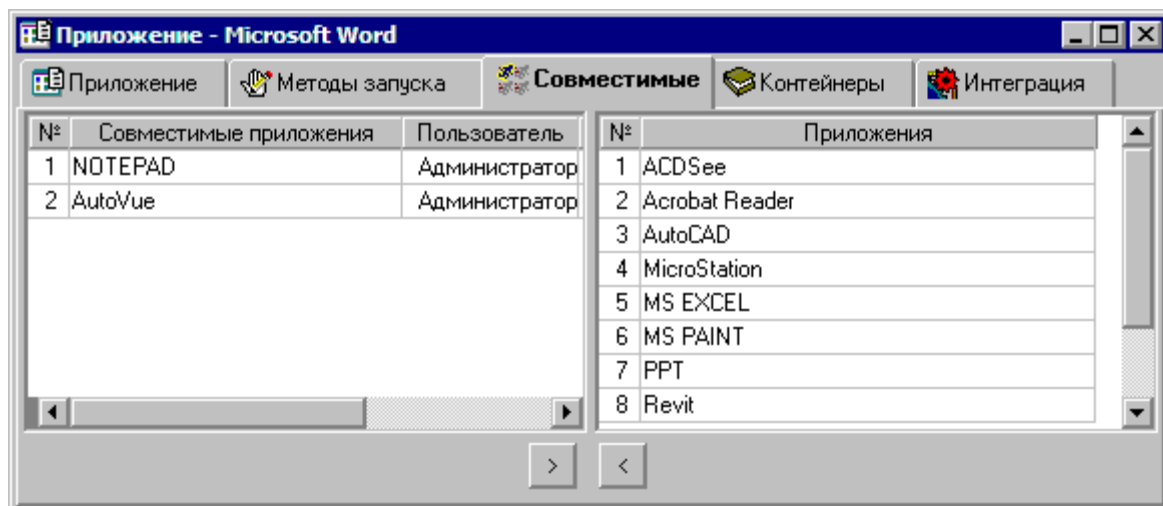 Приложение - Microsoft Word
Приложение Методы запуска Совместимые Контейнеры Интеграция
№ Совместимые приложения Пользователь
1 NOTEPAD Администратор
2 AutoVue Администратор
№ Приложения
1 ACDSee
2 Acrobat Reader
3 AutoCAD
4 MicroStation
5 MS EXCEL
6 MS PAINT
7 PPT
8 Revit
> <